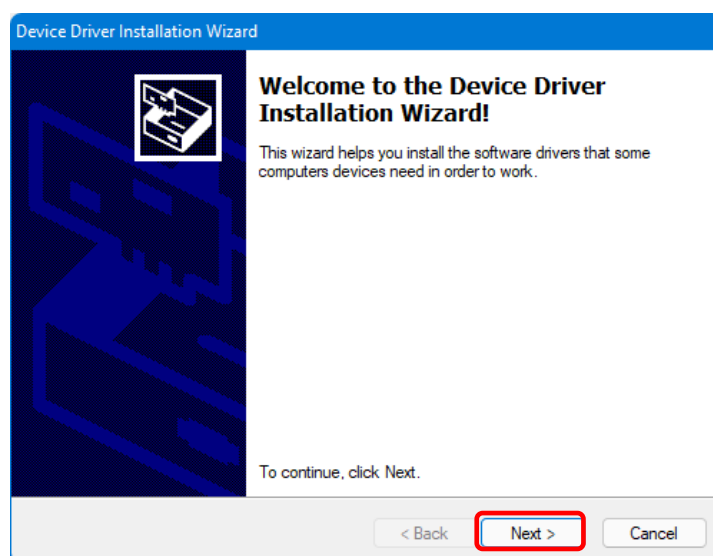 Device Driver Installation Wizard
Welcome to the Device Driver
Installation Wizard!
This wizard helps you install the software drivers that some
computers devices need in order to work.
To continue, click Next.
< Back
Next >
Cancel